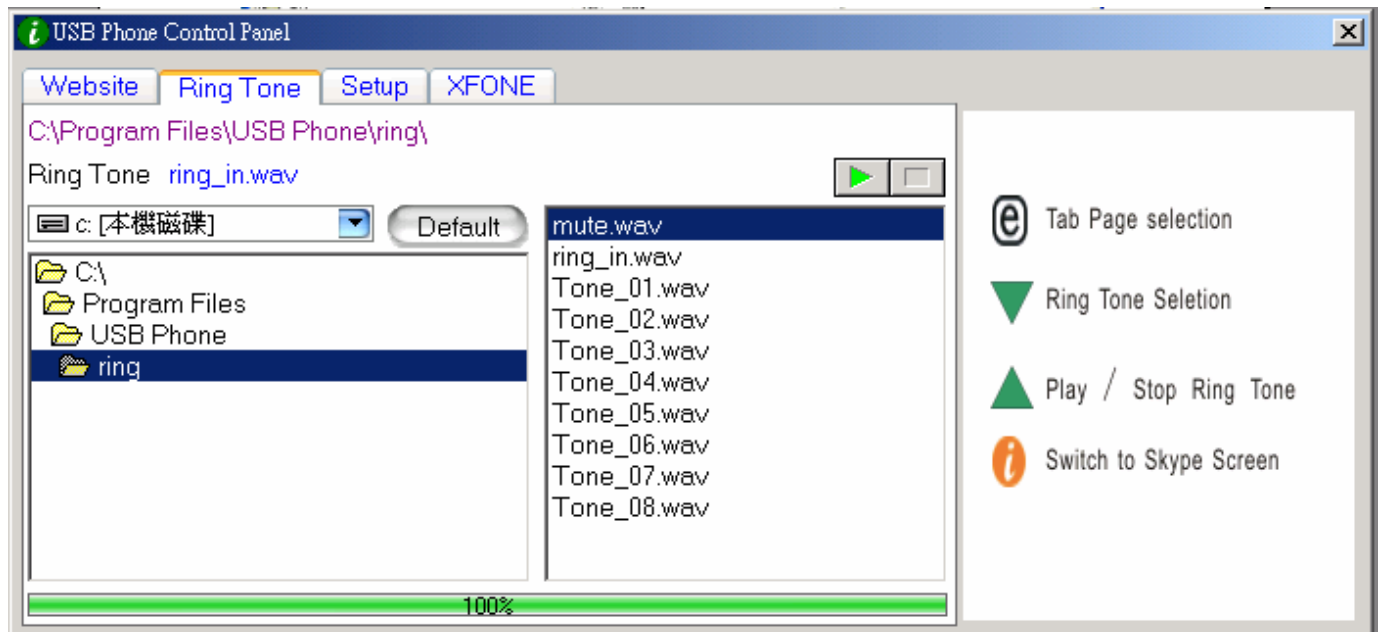 USB Phone Control Panel
Website Ring Tone Setup XFONE
C:\Program Files\USB Phone\ring\
Ring Tone ring_in.wav
c: [本機磁碟] Default
C:\
Program Files
USB Phone
ring
mute.wav
ring_in.wav
Tone_01.wav
Tone_02.wav
Tone_03.wav
Tone_04.wav
Tone_05.wav
Tone_06.wav
Tone_07.wav
Tone_08.wav
100%
e Tab Page selection
Ring Tone Seletion
Play / Stop Ring Tone
i Switch to Skype Screen